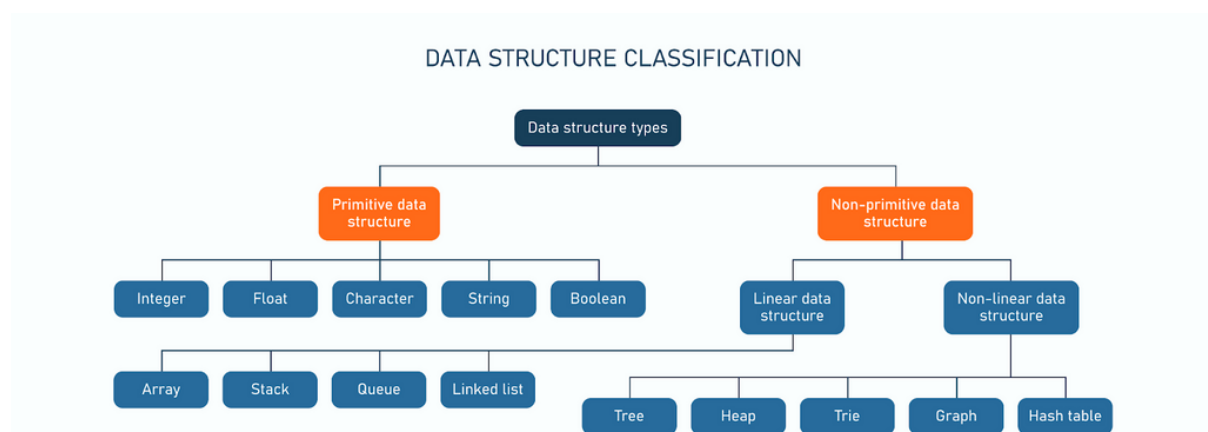 DATA STRUCTURE CLASSIFICATION
Data structure types
Primitive data
structure
Non-primitive data
structure
Integer
Float
Character
String
Boolean
Linear data
structure
Non-linear data
structure
Array
Stack
Queue
Linked list
Tree
Heap
Trie
Graph
Hash table